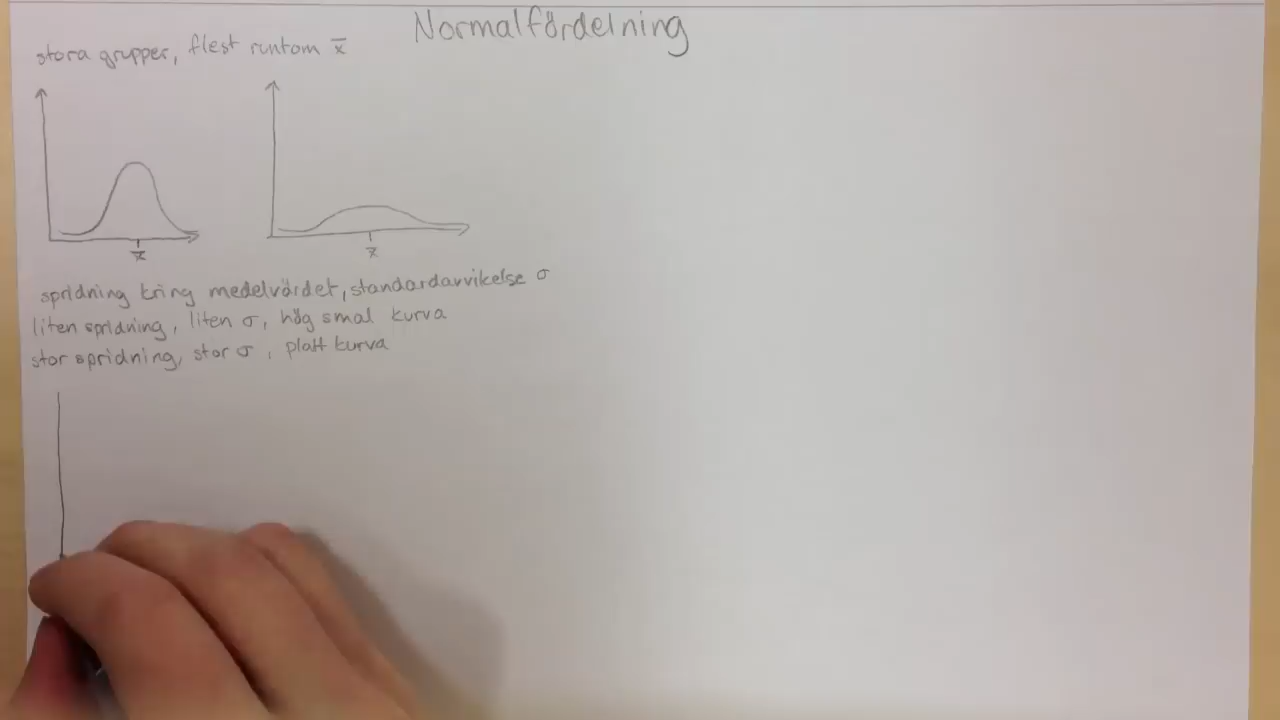 Normalfördelning
stora grupper, flest runtom x̄
x̄
x̄
spridning kring medelvärdet, standardavvikelse σ
liten spridning, liten σ, hög smal kurva
stor spridning, stor σ, platt kurva